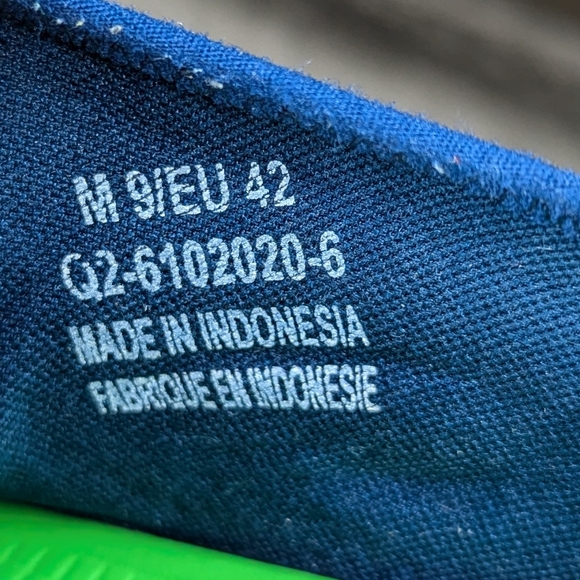 M 9/EU 42
Q2-6102020-6
MADE IN INDONESIA
FABRIQUE EN INDONESIE